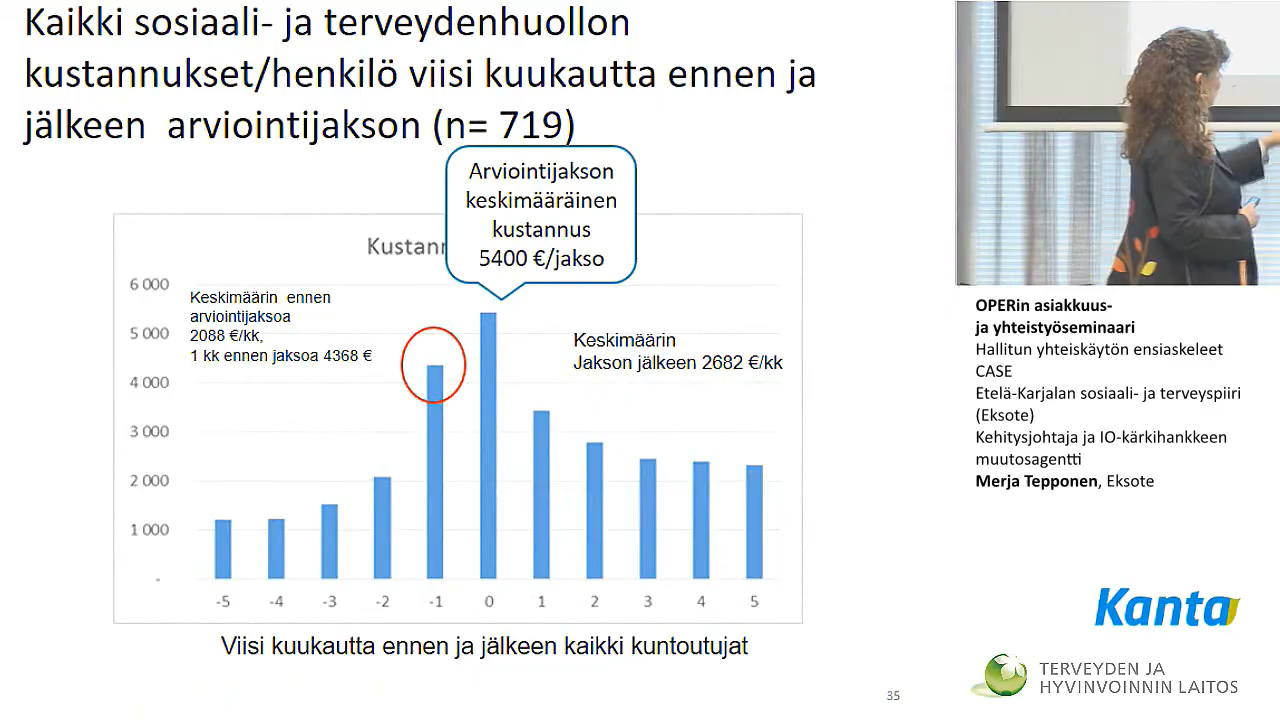 Kaikki sosiaali- ja terveydenhuollon
kustannukset/henkilö viisi kuukautta ennen ja
jälkeen arviointijakson (n= 719)
Arviointijakson
keskimääräinen
kustannus
5400 €/jakso
6 000
5 000
4 000
3 000
2 000
1 000
-
Keskimäärin ennen
arviointijaksoa
2088 €/kk,
1 kk ennen jaksoa 4368 €
Keskimäärin
Jakson jälkeen 2682 €/kk
-5 -4 -3 -2 -1 0 1 2 3 4 5
Viisi kuukautta ennen ja jälkeen kaikki kuntoutujat
35
OPERin asiakkuus-
ja yhteistyöseminaari
Hallitun yhteiskäytön ensiaskeleet
CASE
Etelä-Karjalan sosiaali- ja terveyspiiri
(Eksote)
Kehitysjohtaja ja IO-kärkihankkeen
muutosagentti
Merja Tepponen, Eksote
Kanta
TERVEYDEN JA
HYVINVOINNIN LAITOS